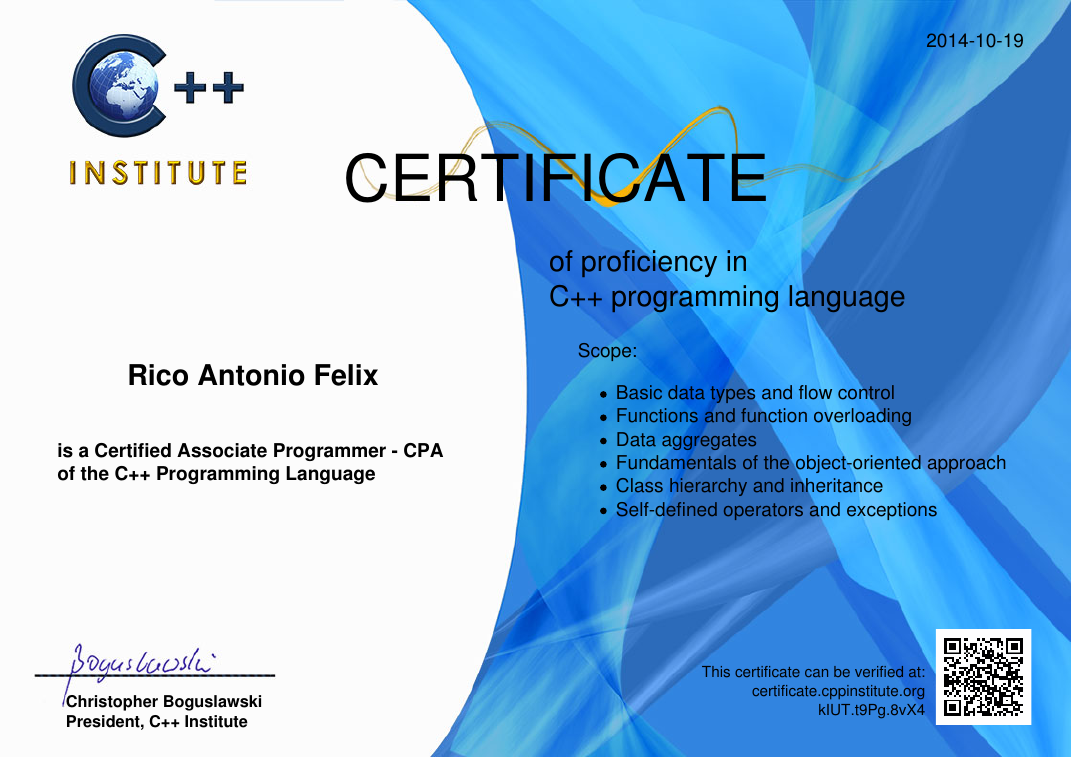 2014-10-19
C++
INSTITUTE
CERTIFICATE
of proficiency in
C++ programming language
Scope:
• Basic data types and flow control
• Functions and function overloading
• Data aggregates
• Fundamentals of the object-oriented approach
• Class hierarchy and inheritance
• Self-defined operators and exceptions
Rico Antonio Felix
is a Certified Associate Programmer - CPA
of the C++ Programming Language
Boguslawski
Christopher Boguslawski
President, C++ Institute
This certificate can be verified at:
certificate.cppinstitute.org
kIUT.t9Pg.8vX4